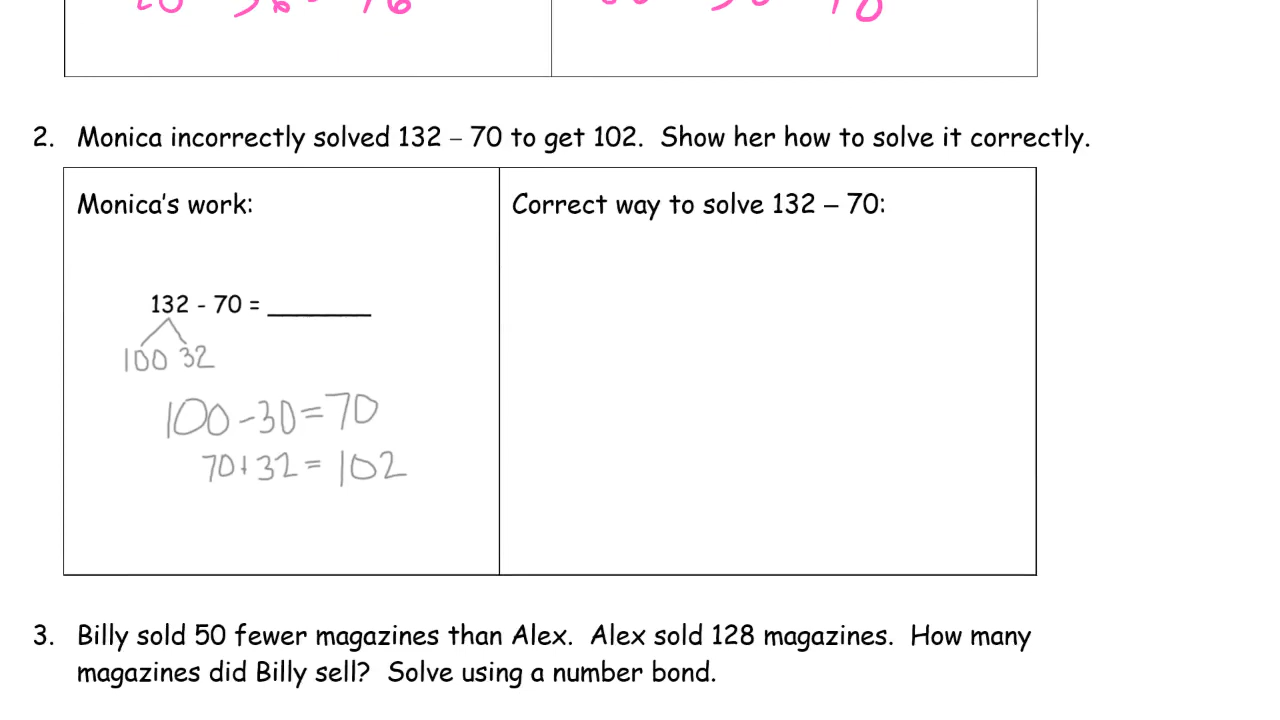 2. Monica incorrectly solved 132 – 70 to get 102. Show her how to solve it correctly.
Monica's work:
132 - 70 = _______
100 32
100-30=70
70+32=102
Correct way to solve 132 – 70:
3. Billy sold 50 fewer magazines than Alex. Alex sold 128 magazines. How many
magazines did Billy sell? Solve using a number bond.